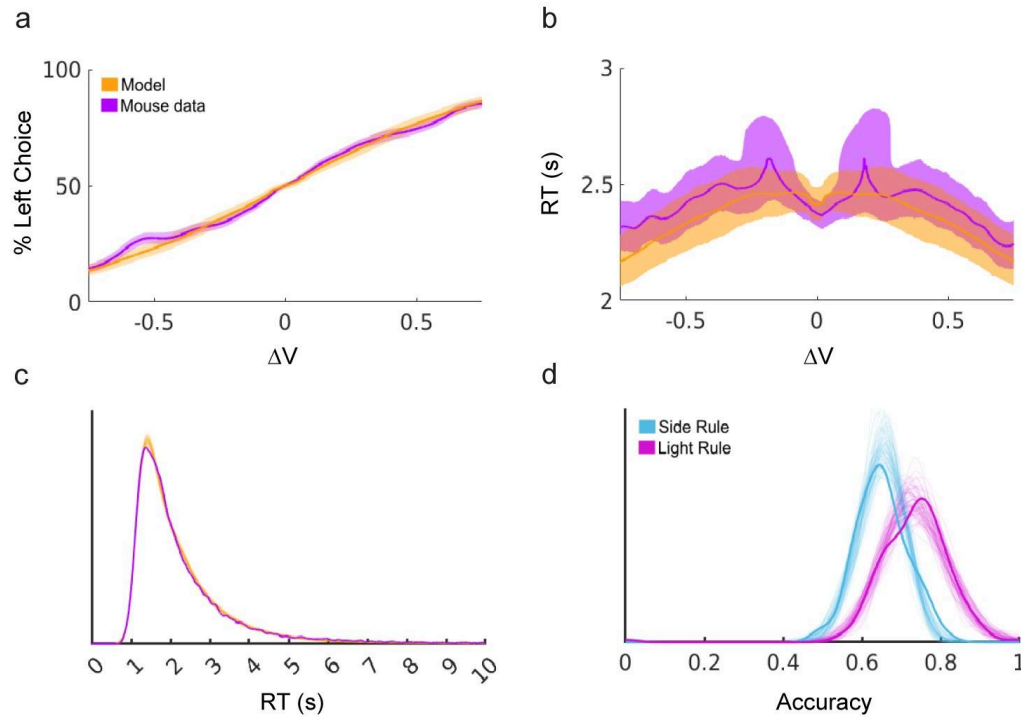 a
100
Model
Mouse data
% Left Choice
50
0
-0.5
0
0.5
ΔV
b
3
RT (s)
2.5
2
-0.5
0
0.5
ΔV
c
0
1
2
3
4
5
6
7
8
9
10
RT (s)
d
Side Rule
Light Rule
0
0.2
0.4
0.6
0.8
1
Accuracy